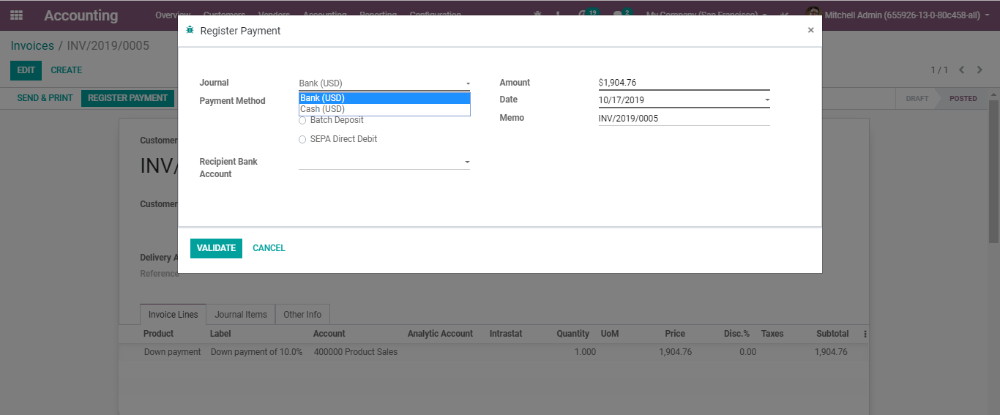 Accounting
Overview Customers Vendors Accounting Reporting Configuration
19
2
My Company (San Francisco)
Mitchell Admin (655926-13-0-80c458-all)
Register Payment
×
Invoices / INV/2019/0005
EDIT CREATE
1 / 1
SEND & PRINT REGISTER PAYMENT
DRAFT POSTED
Journal Bank (USD)
Bank (USD)
Cash (USD)
Payment Method
Batch Deposit
SEPA Direct Debit
Recipient Bank
Account
Amount $1,904.76
Date 10/17/2019
Memo INV/2019/0005
VALIDATE CANCEL
Customer
INV/
Customer
Delivery A
Reference
Invoice Lines Journal Items Other Info
Product Label Account Analytic Account Intrastat Quantity UoM Price Disc.% Taxes Subtotal
Down payment Down payment of 10.0% 400000 Product Sales 1.000 1,904.76 0.00 1,904.76